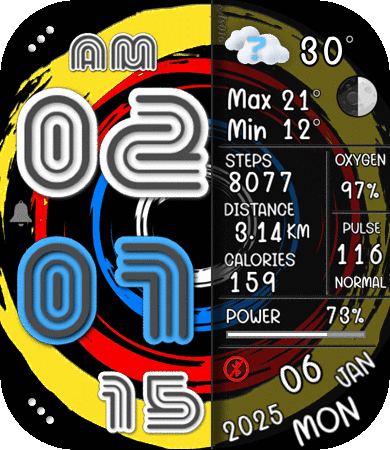 AM
02
07
15
? 30°
Max 21°
Min 12°
STEPS
8077
OXYGEN
97%
DISTANCE
3.14 KM
PULSE
116
NORMAL
CALORIES
159
POWER 73%
06 JAN
2025 MON